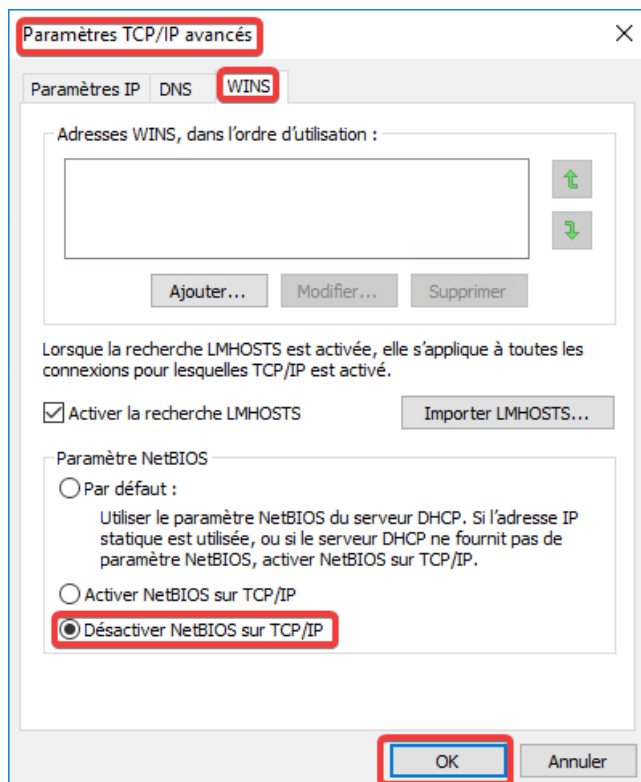 Paramètres TCP/IP avancés
Paramètres IP DNS WINS
Adresses WINS, dans l'ordre d'utilisation :
Ajouter... Modifier... Supprimer
Lorsque la recherche LMHOSTS est activée, elle s'applique à toutes les
connexions pour lesquelles TCP/IP est activé.
Activer la recherche LMHOSTS Importer LMHOSTS...
Paramètre NetBIOS
Par défaut :
Utiliser le paramètre NetBIOS du serveur DHCP. Si l'adresse IP
statique est utilisée, ou si le serveur DHCP ne fournit pas de
paramètre NetBIOS, activer NetBIOS sur TCP/IP.
Activer NetBIOS sur TCP/IP
Désactiver NetBIOS sur TCP/IP
OK Annuler